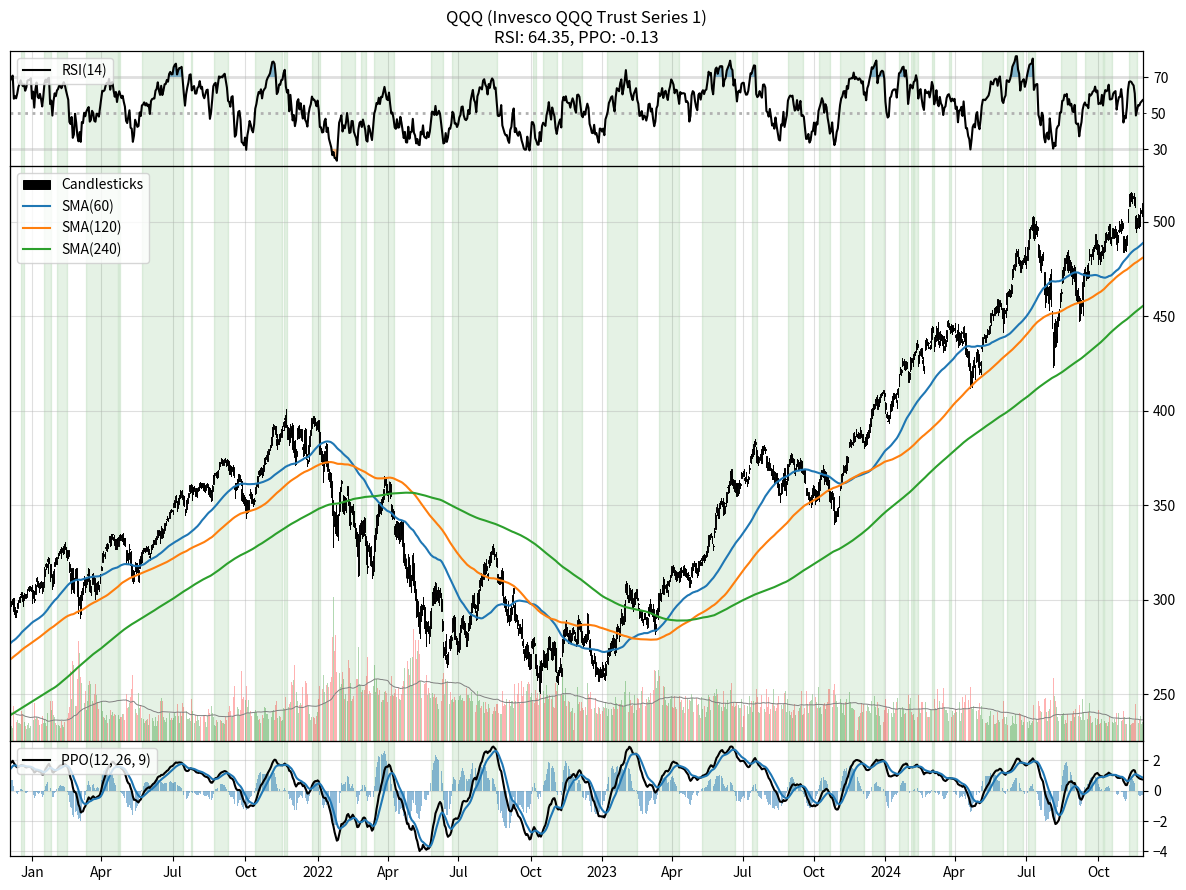 QQQ (Invesco QQQ Trust Series 1)
RSI: 64.35, PPO: -0.13
RSI(14)
70
50
30
Candlesticks
SMA(60)
SMA(120)
SMA(240)
500
450
400
350
300
250
PPO(12, 26, 9)
2
0
−2
−4
Jan Apr Jul Oct 2022 Apr Jul Oct 2023 Apr Jul Oct 2024 Apr Jul Oct